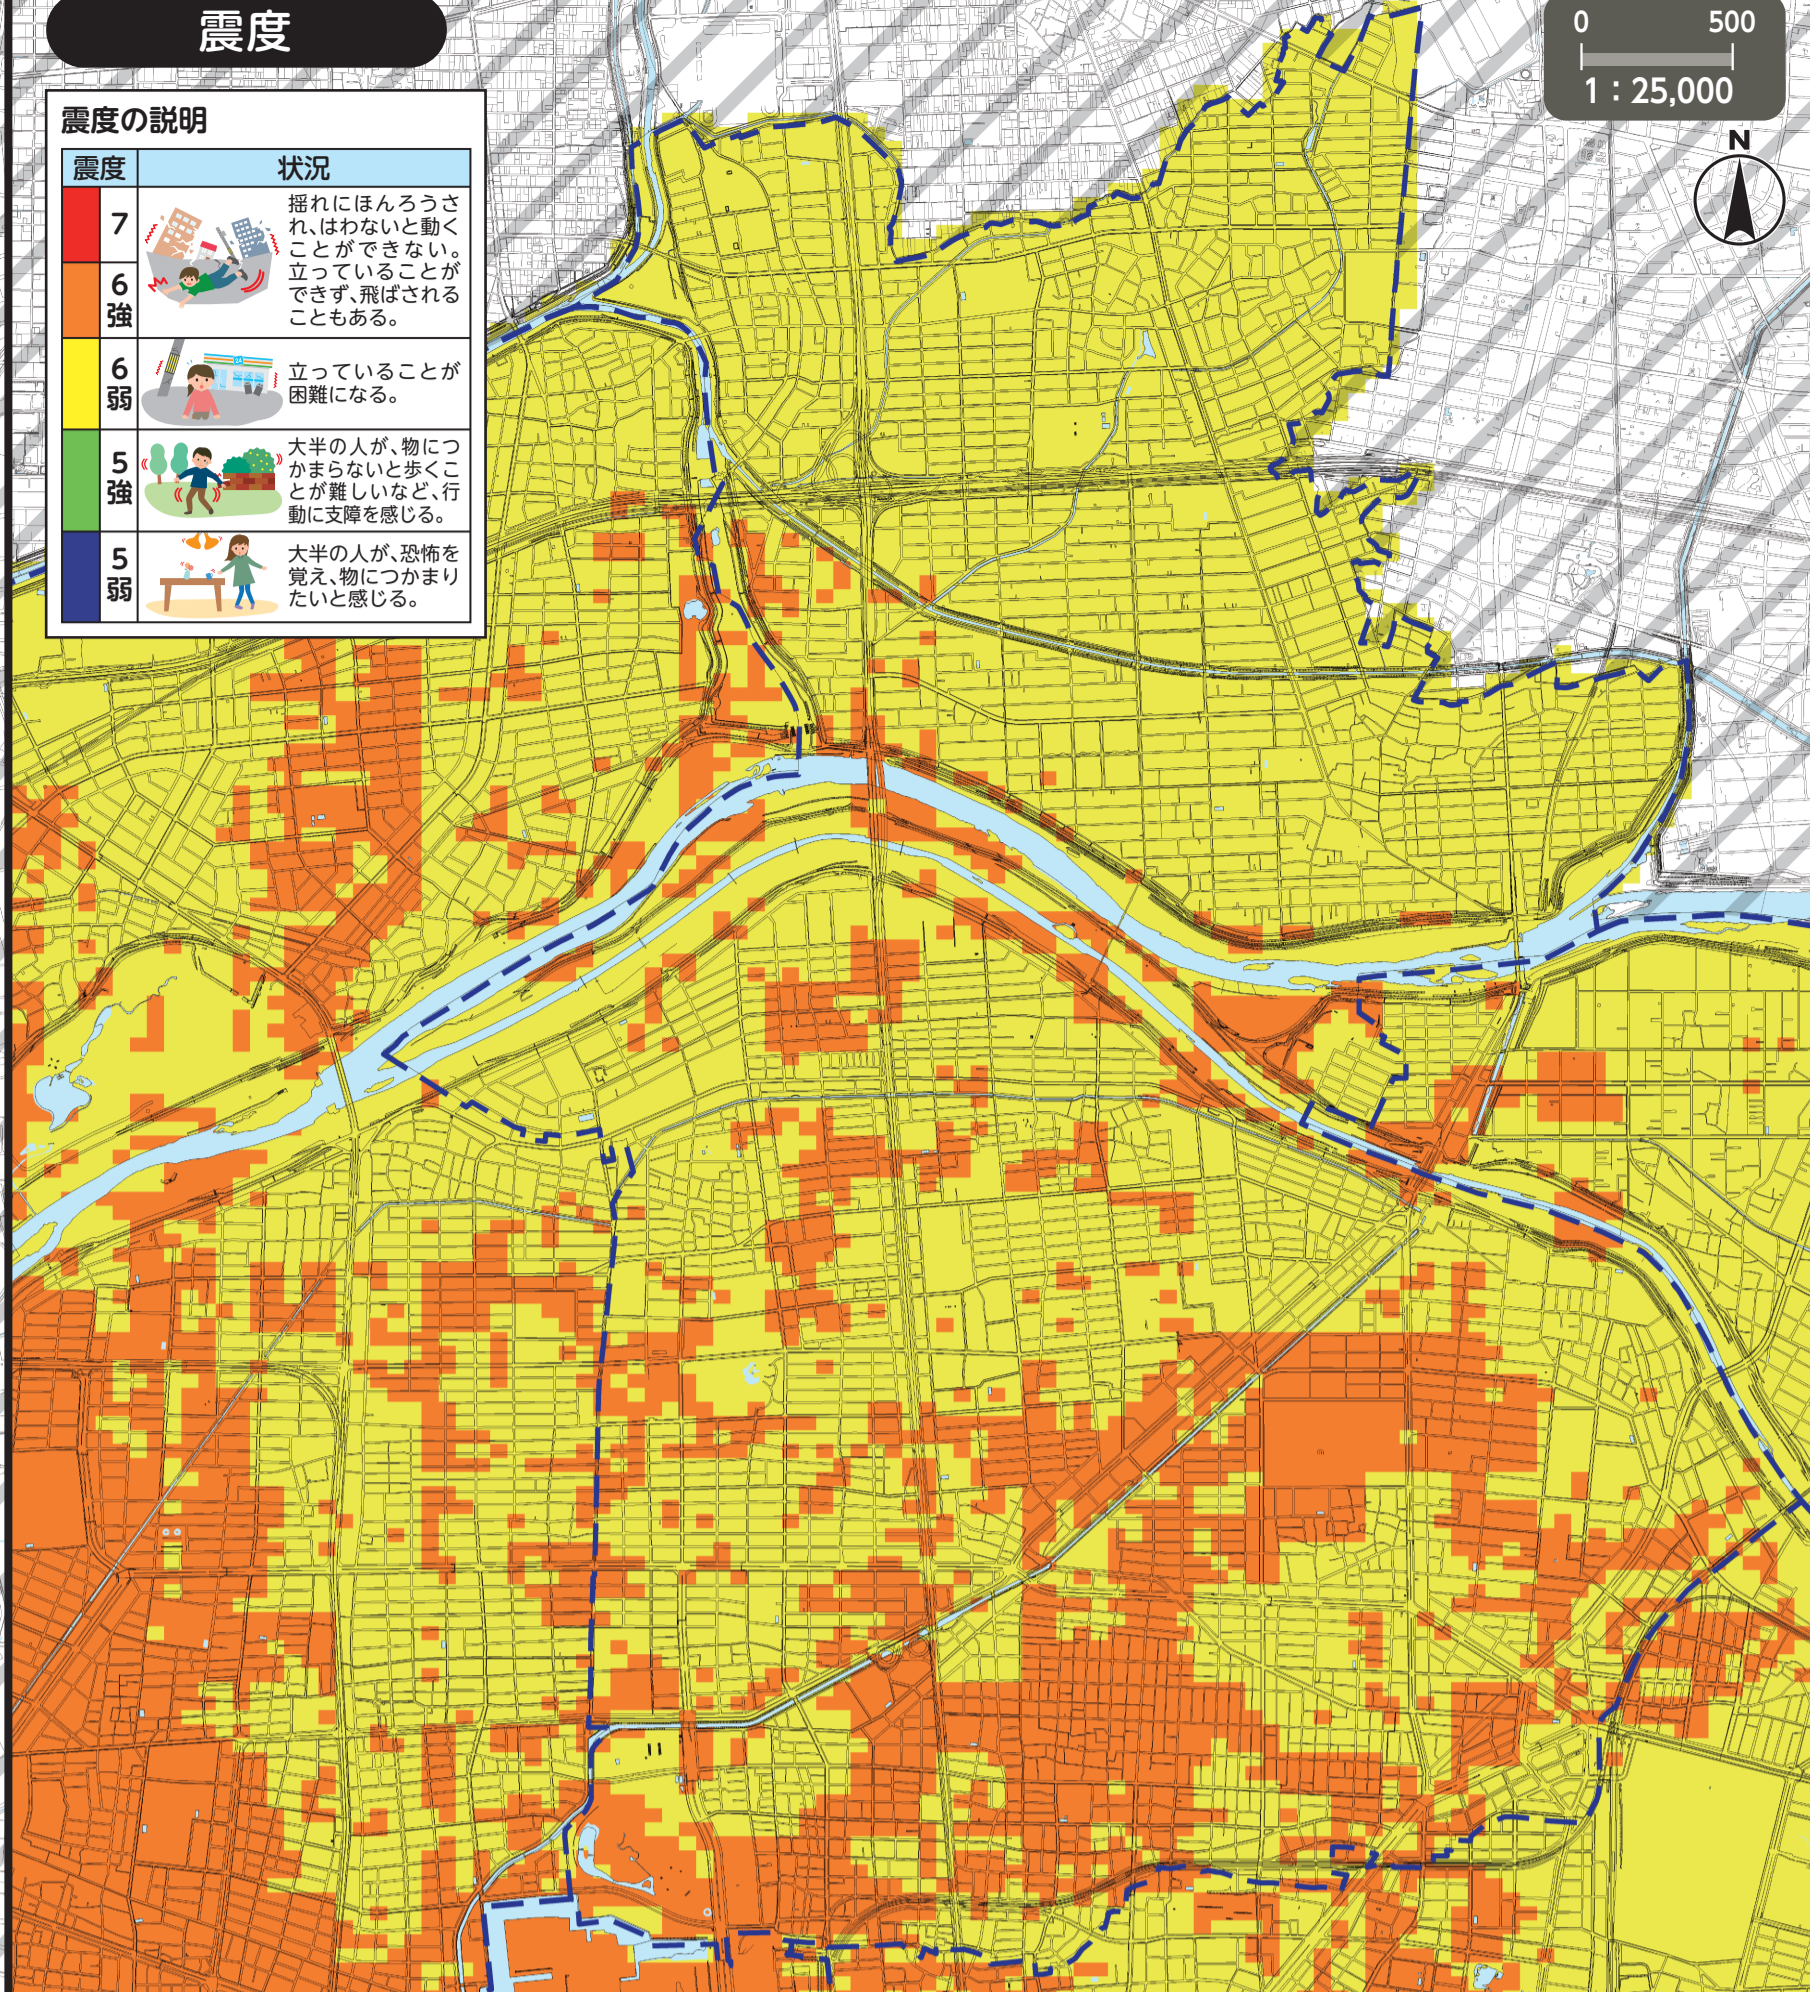 震度
0 500
1：25,000
N
震度の説明
震度 状況
7
6強
揺れにほんろうさ
れ、はわないと動く
ことができない。
立っていることが
できず、飛ばされる
こともある。
6弱
立っていることが
困難になる。
5強
大半の人が、物につ
かまらないと歩くこ
とが難しいなど、行
動に支障を感じる。
5弱
大半の人が、恐怖を
覚え、物につかまり
たいと感じる。